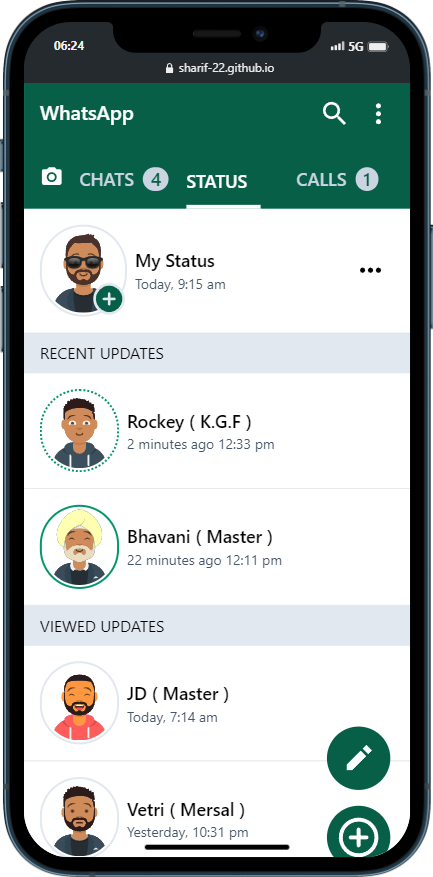 06:24
5G
sharif-22.github.io
WhatsApp
CHATS 4 STATUS CALLS 1
My Status
Today, 9:15 am
RECENT UPDATES
Rockey ( K.G.F )
2 minutes ago 12:33 pm
Bhavani ( Master )
22 minutes ago 12:11 pm
VIEWED UPDATES
JD ( Master )
Today, 7:14 am
Vetri ( Mersal )
Yesterday, 10:31 pm